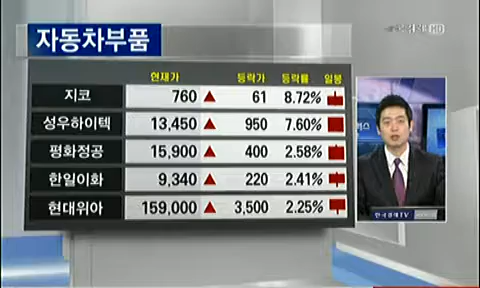 자동차부품
현재가 등락가 등락률 일봉
지코 760 ▲ 61 8.72%
성우하이텍 13,450 ▲ 950 7.60%
평화정공 15,900 ▲ 400 2.58%
한일이화 9,340 ▲ 220 2.41%
현대위아 159,000 ▲ 3,500 2.25%
한국경제TV
HD